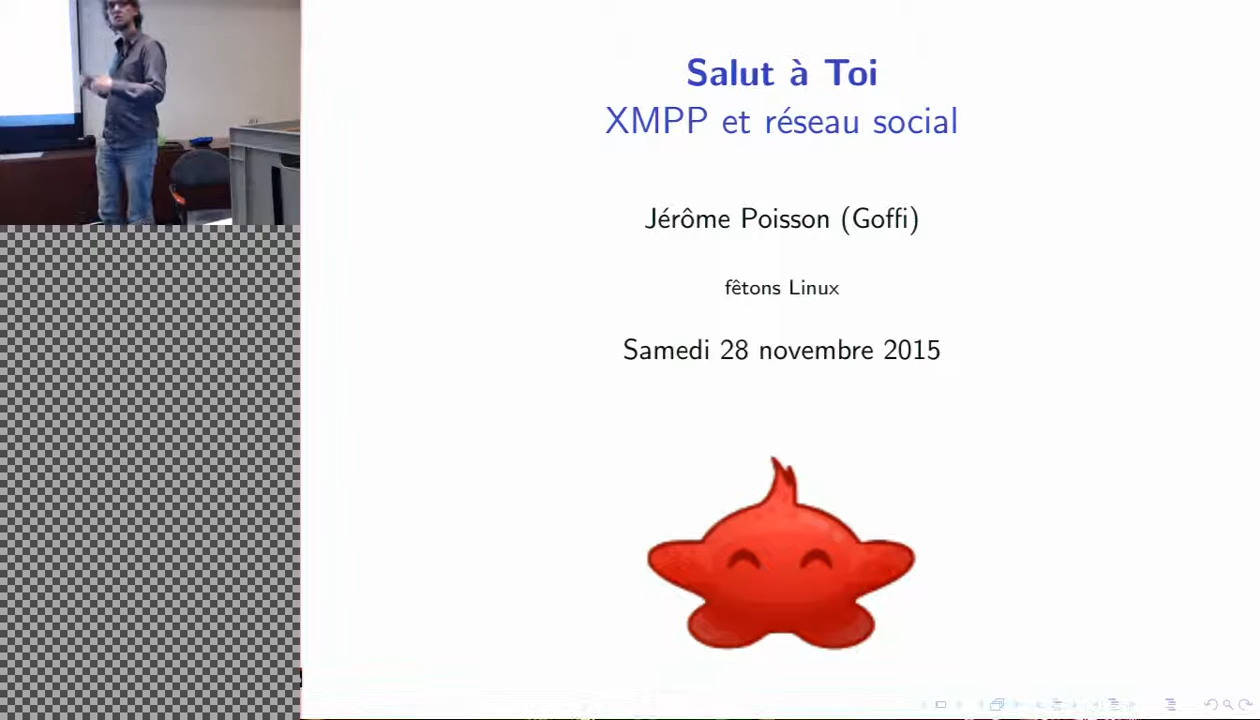 Salut à Toi
XMPP et réseau social
Jérôme Poisson (Goffi)
fêtons Linux
Samedi 28 novembre 2015